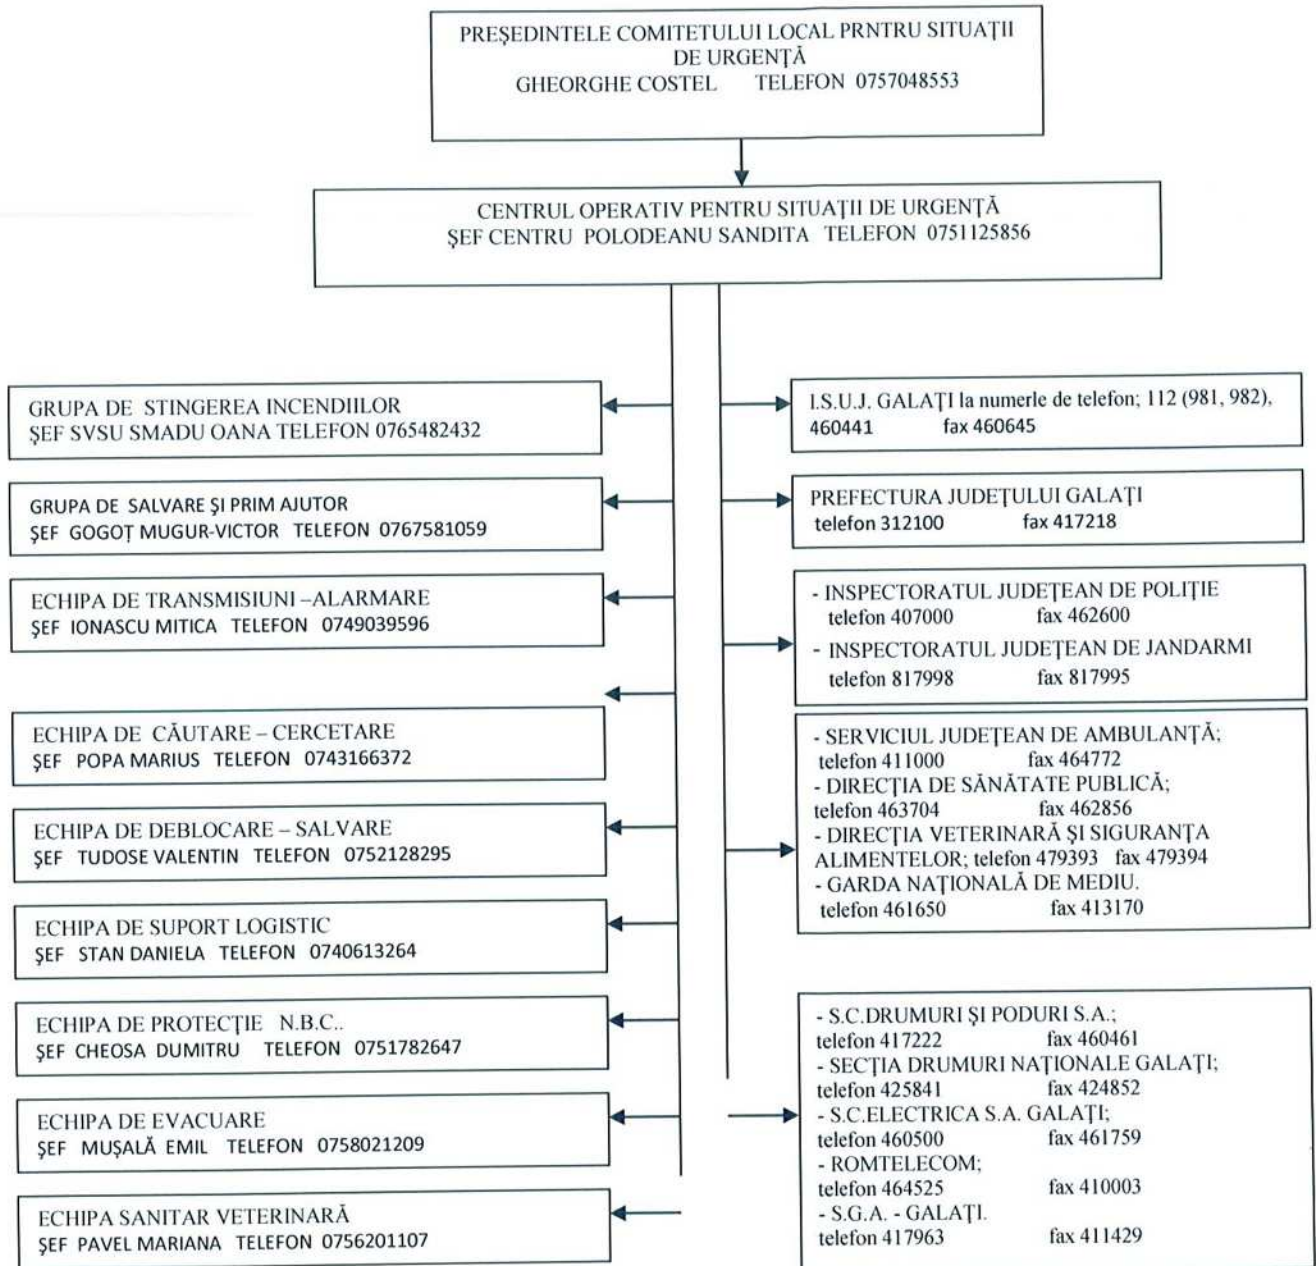 PREŞEDINTELE COMITETULUI LOCAL PRNTRU SITUAŢII
DE URGENŢĂ
GHEORGHE COSTEL TELEFON 0757048553
CENTRUL OPERATIV PENTRU SITUAŢII DE URGENŢĂ
ŞEF CENTRU POLODEANU SANDITA TELEFON 0751125856
GRUPA DE STINGEREA INCENDIILOR
ŞEF SVSU SMADU OANA TELEFON 0765482432
GRUPA DE SALVARE ŞI PRIM AJUTOR
ŞEF GOGOŢ MUGUR-VICTOR TELEFON 0767581059
ECHIPA DE TRANSMISIUNI –ALARMARE
ŞEF IONASCU MITICA TELEFON 0749039596
ECHIPA DE CĂUTARE – CERCETARE
ŞEF POPA MARIUS TELEFON 0743166372
ECHIPA DE DEBLOCARE – SALVARE
ŞEF TUDOSE VALENTIN TELEFON 0752128295
ECHIPA DE SUPORT LOGISTIC
ŞEF STAN DANIELA TELEFON 0740613264
ECHIPA DE PROTECŢIE N.B.C..
ŞEF CHEOSA DUMITRU TELEFON 0751782647
ECHIPA DE EVACUARE
ŞEF MUŞALĂ EMIL TELEFON 0758021209
ECHIPA SANITAR VETERINARĂ
ŞEF PAVEL MARIANA TELEFON 0756201107
I.S.U.J. GALAŢI la numerle de telefon; 112 (981, 982),
460441 fax 460645
PREFECTURA JUDEŢULUI GALAŢI
telefon 312100 fax 417218
- INSPECTORATUL JUDEŢEAN DE POLIŢIE
telefon 407000 fax 462600
- INSPECTORATUL JUDEŢEAN DE JANDARMI
telefon 817998 fax 817995
- SERVICIUL JUDEŢEAN DE AMBULANŢĂ;
telefon 411000 fax 464772
- DIRECŢIA DE SĂNĂTATE PUBLICĂ;
telefon 463704 fax 462856
- DIRECŢIA VETERINARĂ ŞI SIGURANŢA
ALIMENTELOR; telefon 479393 fax 479394
- GARDA NAŢIONALĂ DE MEDIU.
telefon 461650 fax 413170
- S.C.DRUMURI ŞI PODURI S.A.;
telefon 417222 fax 460461
- SECŢIA DRUMURI NAŢIONALE GALAŢI;
telefon 425841 fax 424852
- S.C.ELECTRICA S.A. GALAŢI;
telefon 460500 fax 461759
- ROMTELECOM;
telefon 464525 fax 410003
- S.G.A. - GALAŢI.
telefon 417963 fax 411429